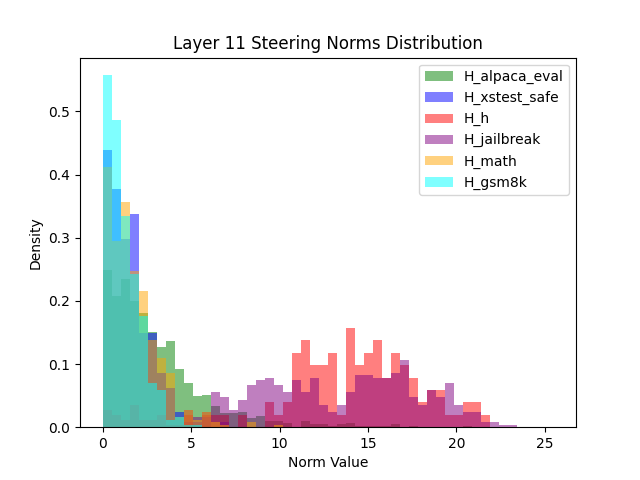 Layer 11 Steering Norms Distribution
H_alpaca_eval
H_xstest_safe
H_h
H_jailbreak
H_math
H_gsm8k
0.5
0.4
0.3
0.2
0.1
0.0
Density
0
5
10
15
20
25
Norm Value